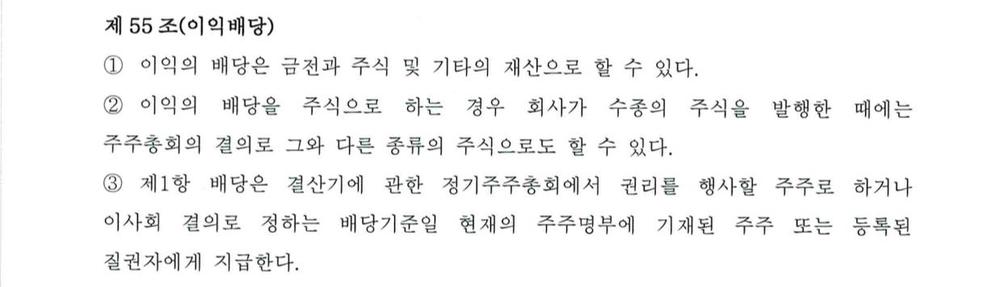 제 55 조(이익배당)
① 이익의 배당은 금전과 주식 및 기타의 재산으로 할 수 있다.
② 이익의 배당을 주식으로 하는 경우 회사가 수종의 주식을 발행한 때에는
주주총회의 결의로 그와 다른 종류의 주식으로도 할 수 있다.
③ 제1항 배당은 결산기에 관한 정기주주총회에서 권리를 행사할 주주로 하거나
이사회 결의로 정하는 배당기준일 현재의 주주명부에 기재된 주주 또는 등록된
질권자에게 지급한다.